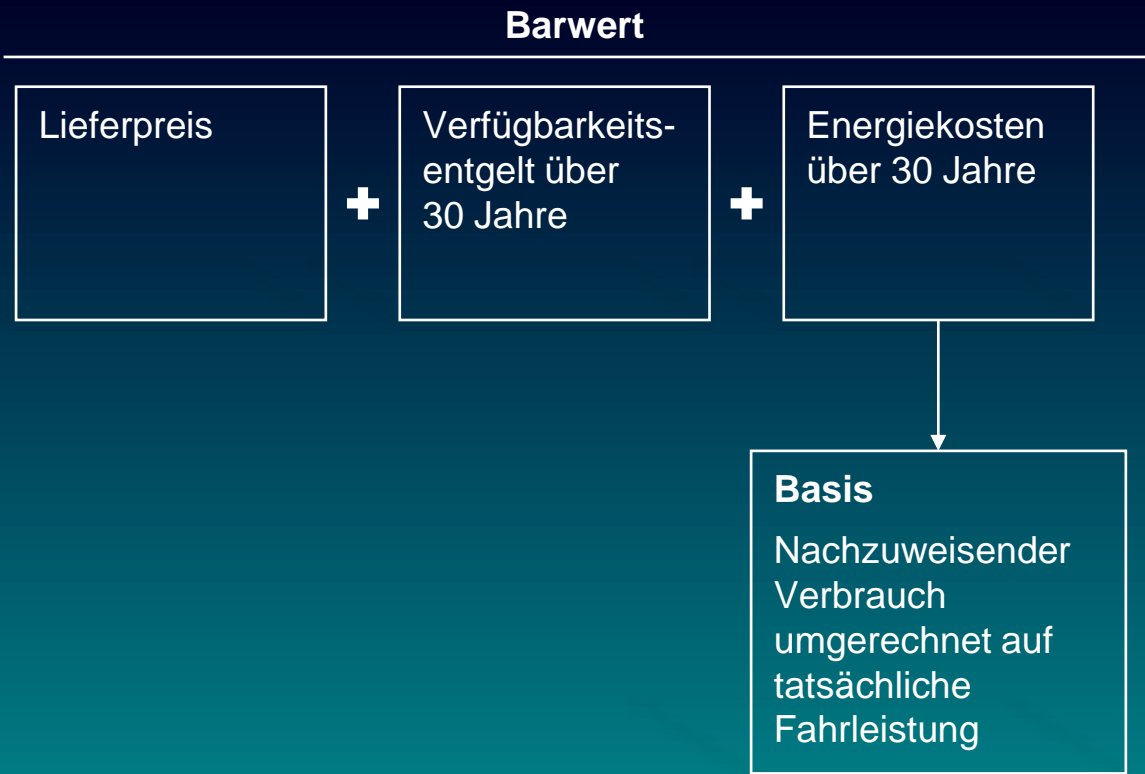 Barwert
Lieferpreis
Verfügbarkeits-
entgelt über
30 Jahre
Energiekosten
über 30 Jahre
Basis
Nachzuweisender
Verbrauch
umgerechnet auf
tatsächliche
Fahrleistung